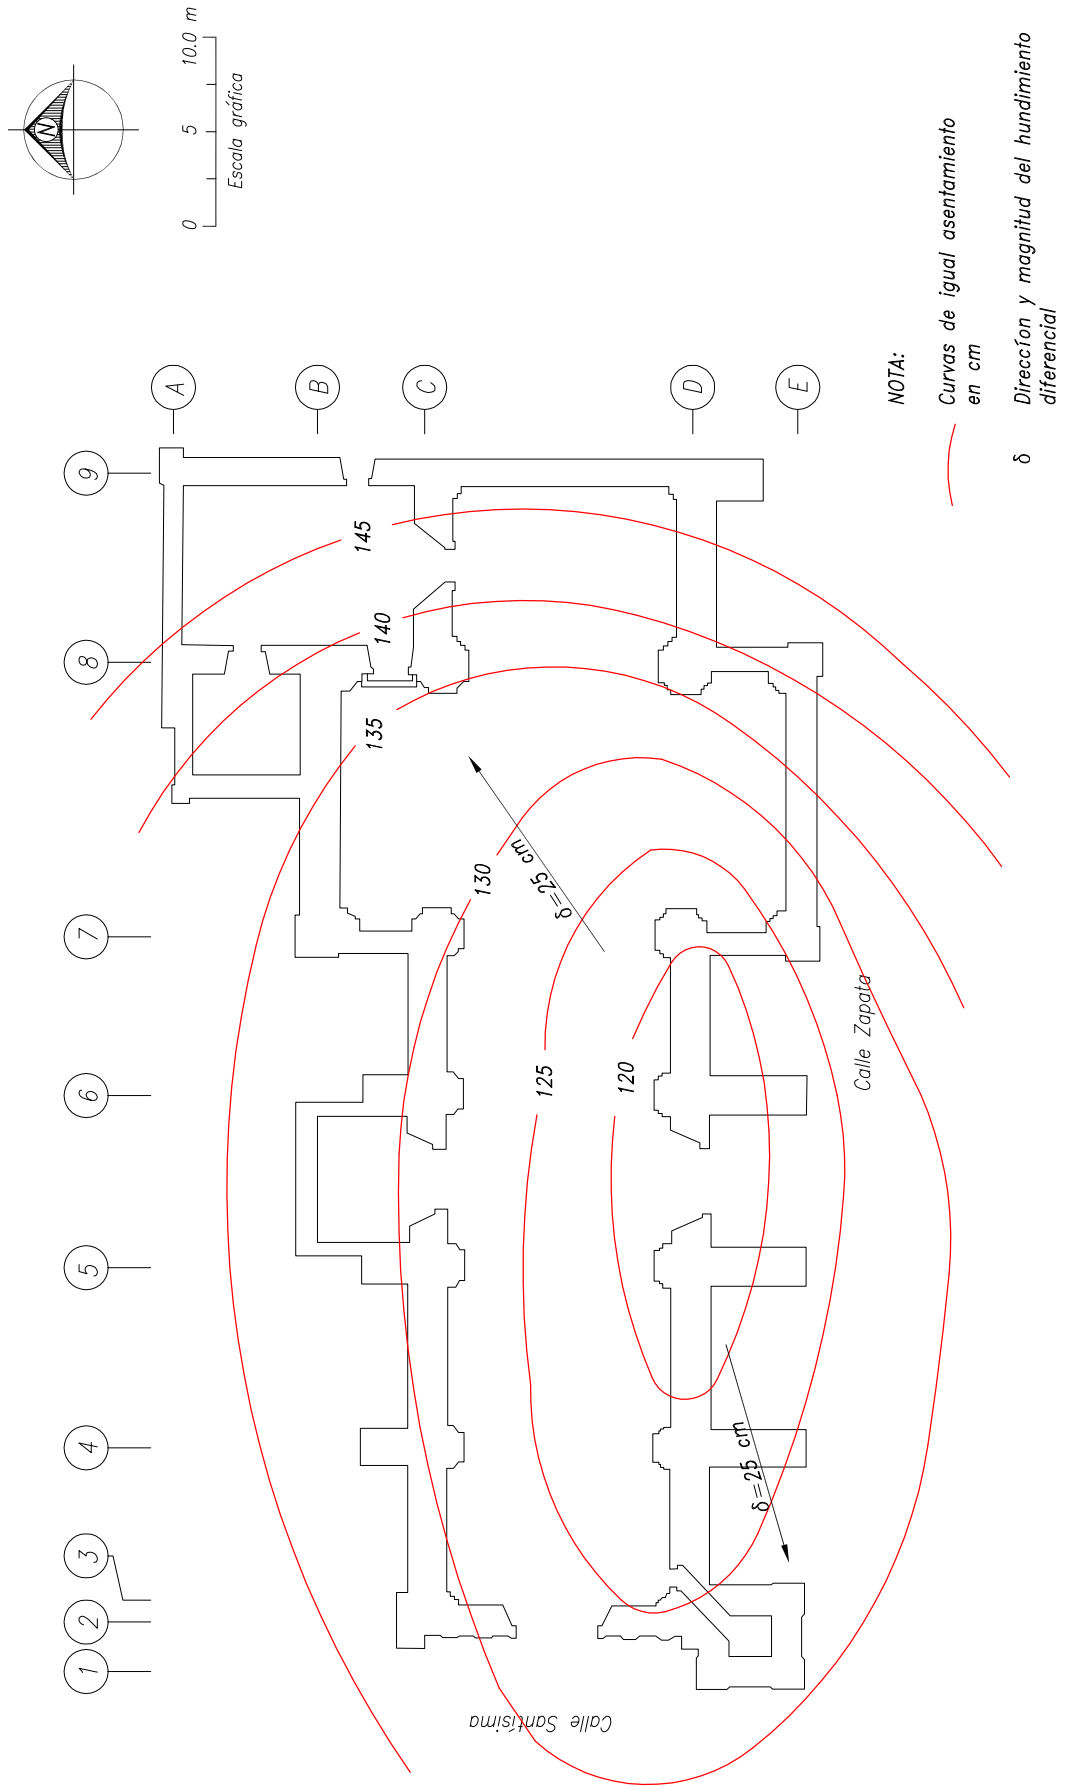 N
0 5 10.0 m
Escala gráfica
A
B
C
D
E
9
8
7
6
5
4
3
2
1
145
140
135
130
125
120
δ=25 cm
δ=25 cm
Calle Zapata
Calle Santísima
NOTA:
Curvas de igual asentamiento
en cm
δ Direccíon y magnitud del hundimiento
diferencial